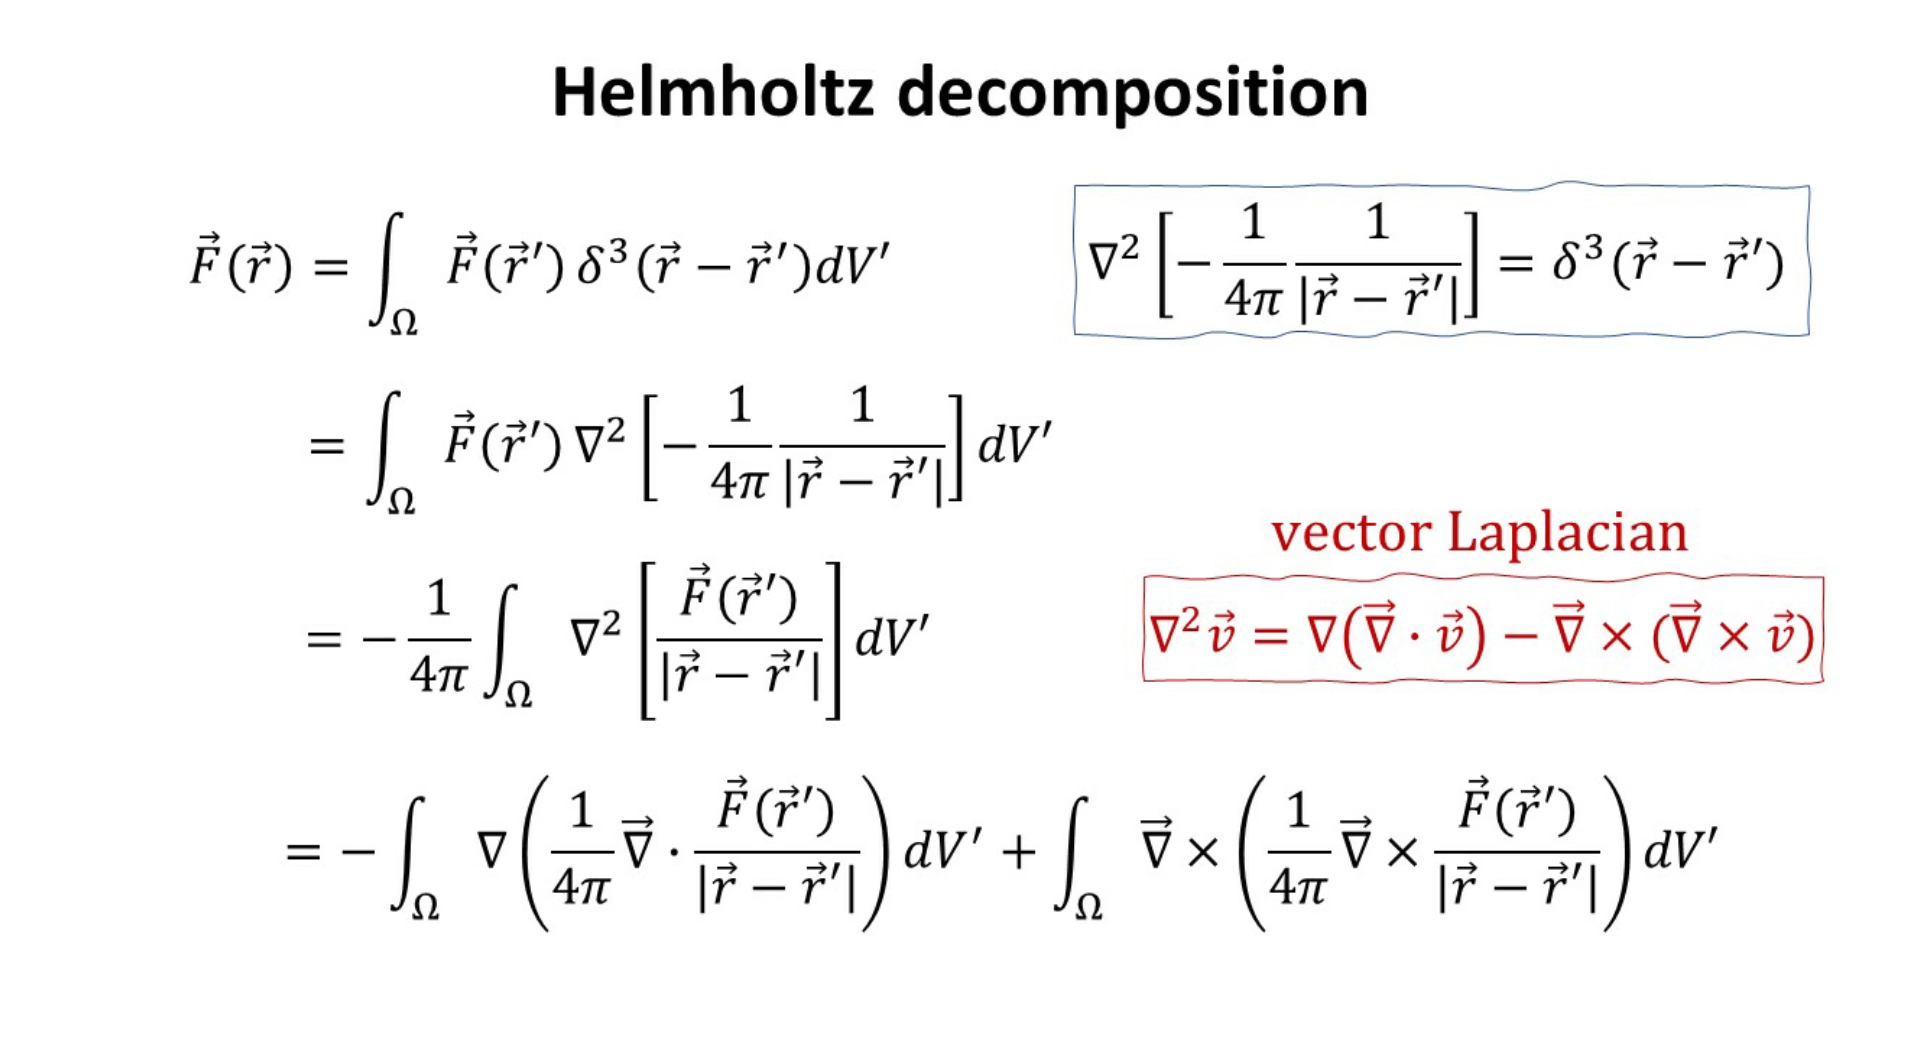 Helmholtz decomposition
F⃗(r⃗) = ∫_Ω F⃗(r⃗′) δ³(r⃗ − r⃗′)dV′
∇²[−(1/4π)(1/|r⃗ − r⃗′|)] = δ³(r⃗ − r⃗′)
= ∫_Ω F⃗(r⃗′) ∇²[−(1/4π)(1/|r⃗ − r⃗′|)] dV′
vector Laplacian
= −(1/4π) ∫_Ω ∇²[F⃗(r⃗′)/|r⃗ − r⃗′|] dV′
∇²v⃗ = ∇(∇⃗ · v⃗) − ∇⃗ × (∇⃗ × v⃗)
= − ∫_Ω ∇((1/4π)∇⃗ · F⃗(r⃗′)/|r⃗ − r⃗′|) dV′ + ∫_Ω ∇⃗ × ((1/4π)∇⃗ × F⃗(r⃗′)/|r⃗ − r⃗′|) dV′